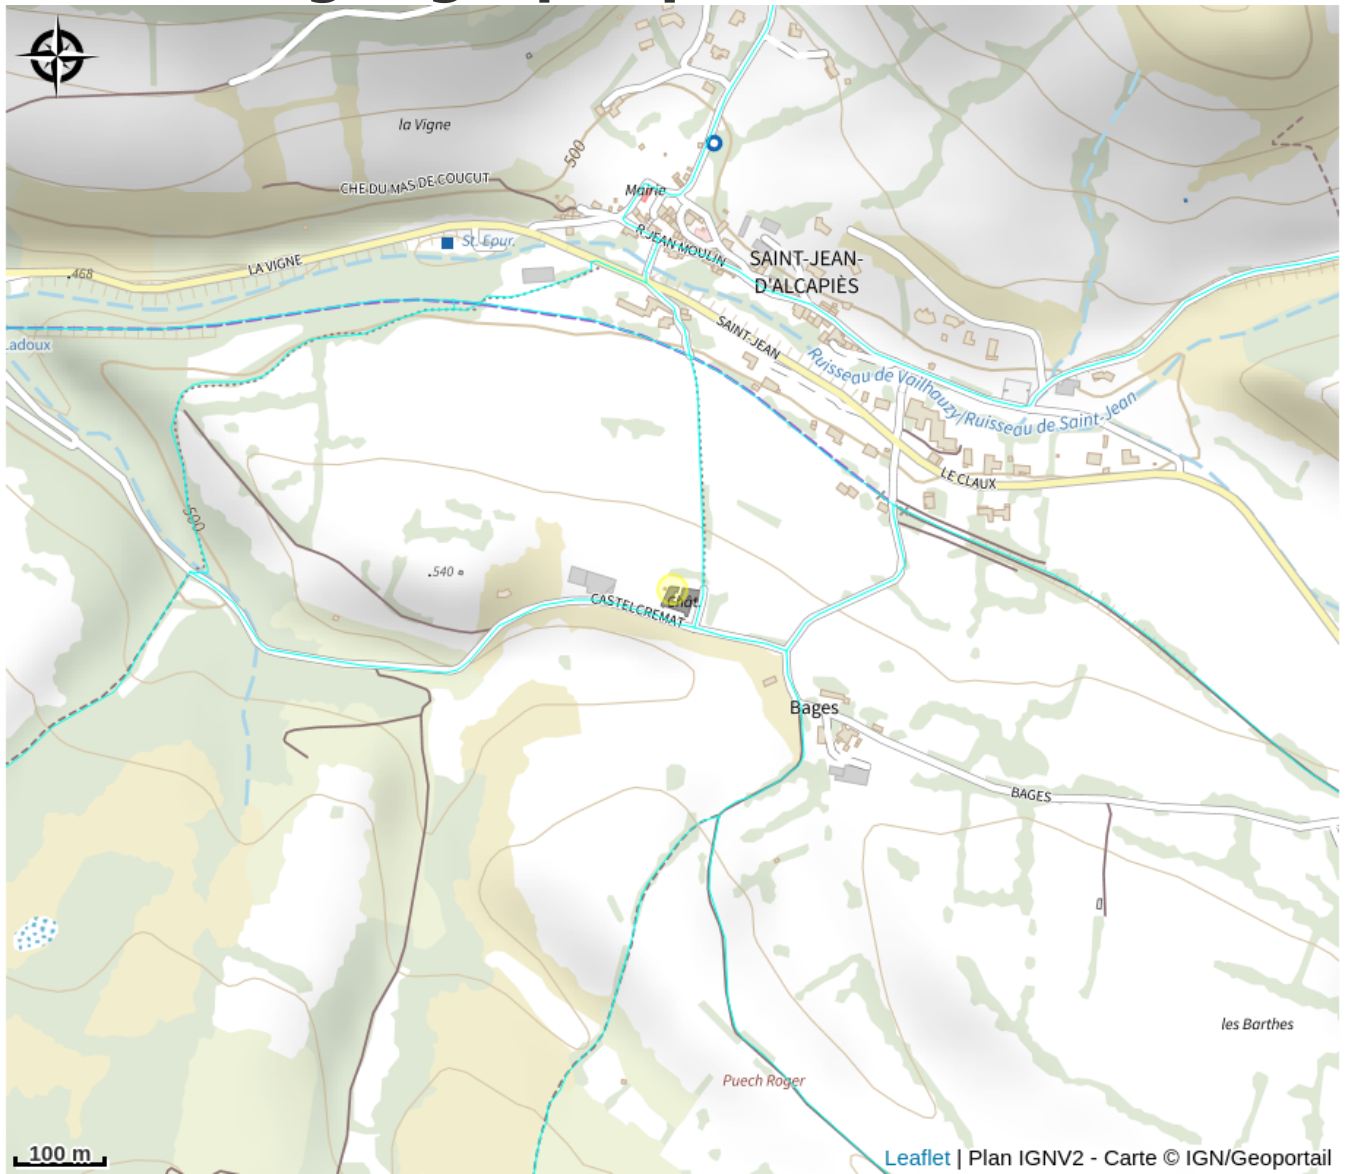 la Vigne
500
CHE DU MAS DE COUCUT
Mairie
St. Epur.
R JEAN MOULIN
SAINT-JEAN-
D'ALCAPIÈS
LA VIGNE
468
SAINT-JEAN
Ladoux
Ruisseau de Vailhauzy/Ruisseau de Saint-Jean
LE CLAUX
500
540
Chât.
CASTELCREMAT
Bages
BAGES
les Barthes
Puech Roger
100 m
Leaflet | Plan IGNV2 - Carte © IGN/Geoportail